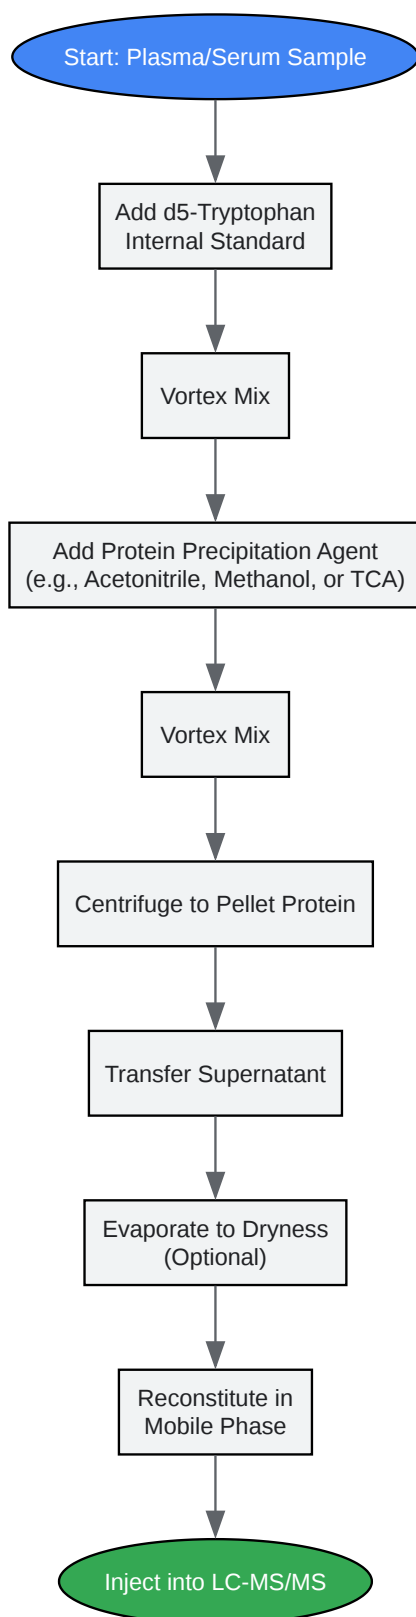 Start: Plasma/Serum Sample
Add d5-Tryptophan
Internal Standard
Vortex Mix
Add Protein Precipitation Agent
(e.g., Acetonitrile, Methanol, or TCA)
Vortex Mix
Centrifuge to Pellet Protein
Transfer Supernatant
Evaporate to Dryness
(Optional)
Reconstitute in
Mobile Phase
Inject into LC-MS/MS